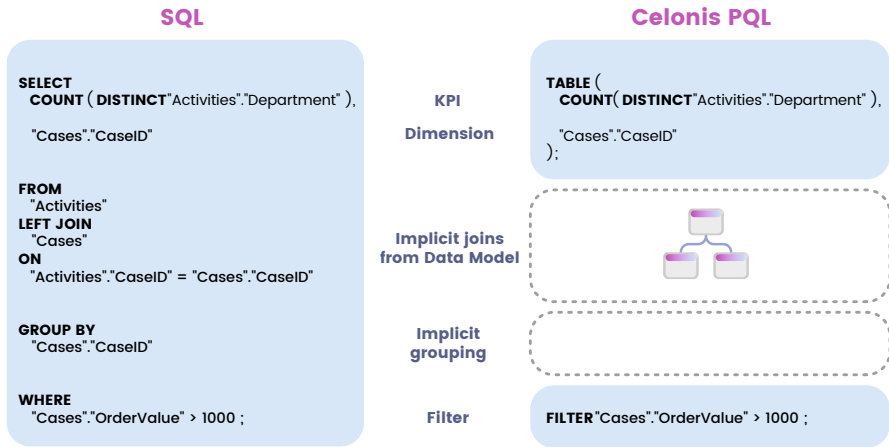 SQL
SELECT
COUNT ( DISTINCT"Activities"."Department" ),
"Cases"."CaseID"
FROM
"Activities"
LEFT JOIN
"Cases"
ON
"Activities"."CaseID" = "Cases"."CaseID"
GROUP BY
"Cases"."CaseID"
WHERE
"Cases"."OrderValue" > 1000 ;
KPI
Dimension
Implicit joins
from Data Model
Implicit
grouping
Filter
Celonis PQL
TABLE (
COUNT( DISTINCT"Activities"."Department" ),
"Cases"."CaseID"
);
FILTER"Cases"."OrderValue" > 1000 ;